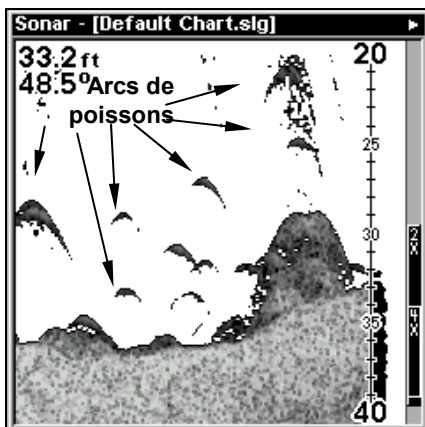 Sonar - [Default Chart.slg]
33.2 ft
20
48.5° Arcs de
poissons
25
30
2x
35
4x
40